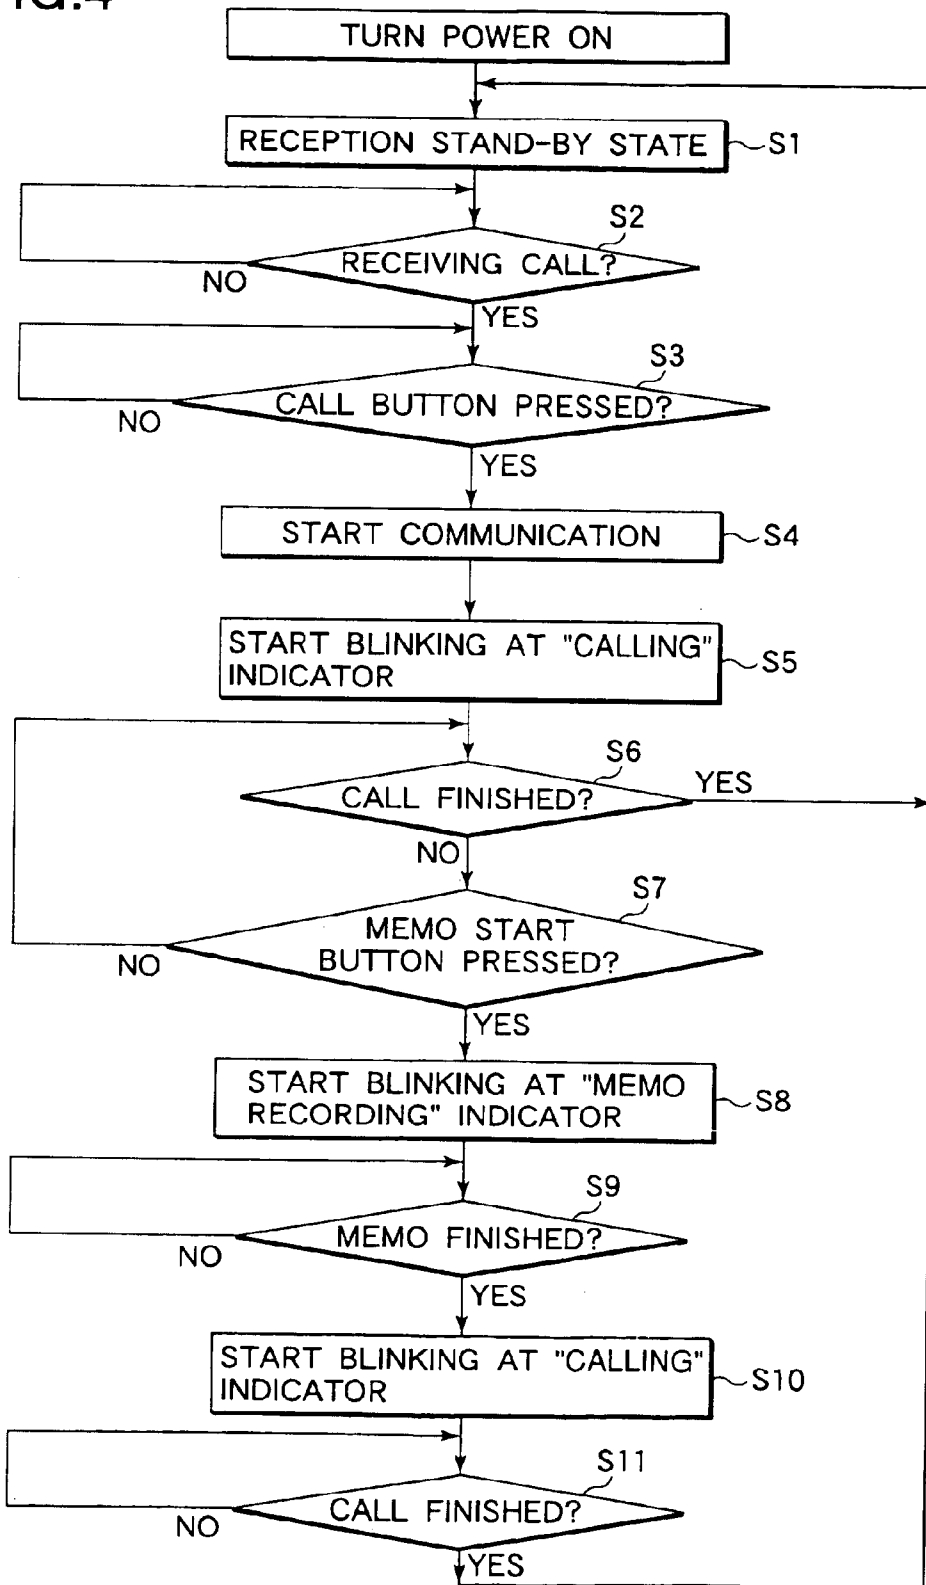 FIG.4
TURN POWER ON
RECEPTION STAND-BY STATE
S1
S2
RECEIVING CALL?
NO
YES
S3
CALL BUTTON PRESSED?
NO
YES
START COMMUNICATION
S4
START BLINKING AT "CALLING"
INDICATOR
S5
S6
CALL FINISHED?
YES
NO
S7
MEMO START
BUTTON PRESSED?
NO
YES
START BLINKING AT "MEMO
RECORDING" INDICATOR
S8
S9
MEMO FINISHED?
NO
YES
START BLINKING AT "CALLING"
INDICATOR
S10
S11
CALL FINISHED?
NO
YES